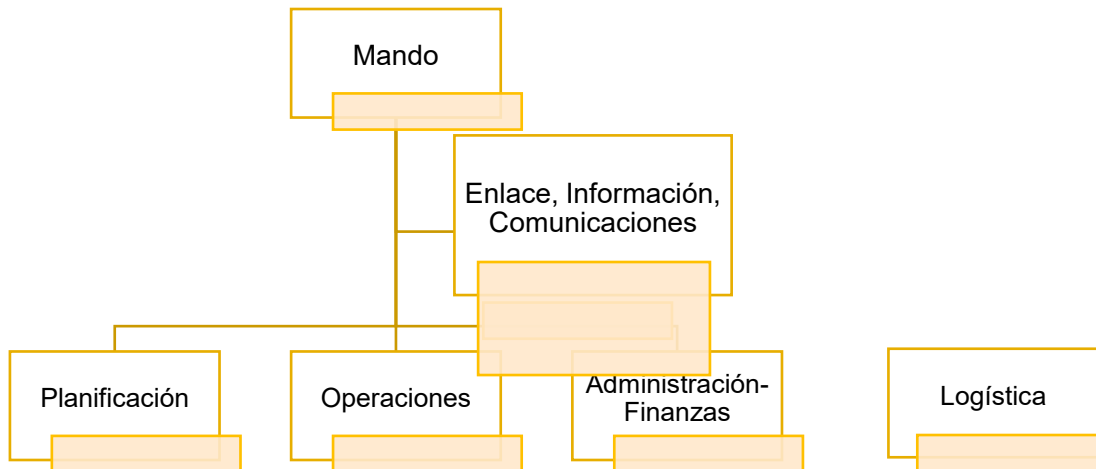 Mando
Enlace, Información,
Comunicaciones
Planificación
Operaciones
Administración-
Finanzas
Logística